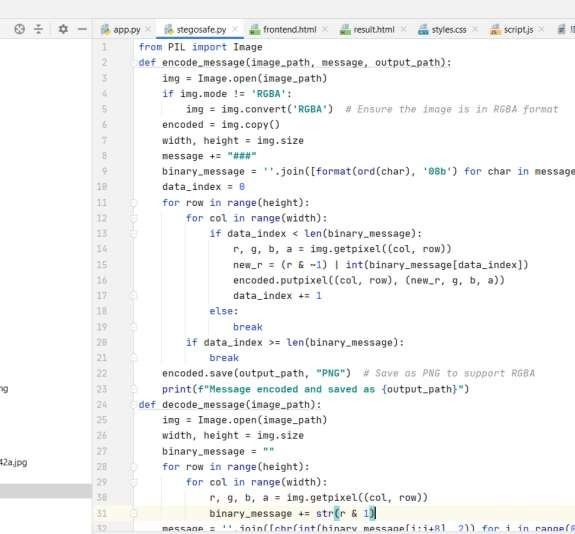 app.py
stegosafe.py
frontend.html
result.html
styles.css
script.js
1 from PIL import Image
2 def encode_message(image_path, message, output_path):
3 img = Image.open(image_path)
4 if img.mode != 'RGBA':
5 img = img.convert('RGBA')  # Ensure the image is in RGBA format
6 encoded = img.copy()
7 width, height = img.size
8 message += "###"
9 binary_message = ''.join([format(ord(char), '08b') for char in message
10 data_index = 0
11 for row in range(height):
12 for col in range(width):
13 if data_index < len(binary_message):
14 r, g, b, a = img.getpixel((col, row))
15 new_r = (r & ~1) | int(binary_message[data_index])
16 encoded.putpixel((col, row), (new_r, g, b, a))
17 data_index += 1
18 else:
19 break
20 if data_index >= len(binary_message):
21 break
22 encoded.save(output_path, "PNG")  # Save as PNG to support RGBA
23 print(f"Message encoded and saved as {output_path}")
24 def decode_message(image_path):
25 img = Image.open(image_path)
26 width, height = img.size
27 binary_message = ""
28 for row in range(height):
29 for col in range(width):
30 r, g, b, a = img.getpixel((col, row))
31 binary_message += str(r & 1)
32 message = ''.join([chr(int(binary_message[i:i+8], 2)) for i in range(0
ng
42a.jpg